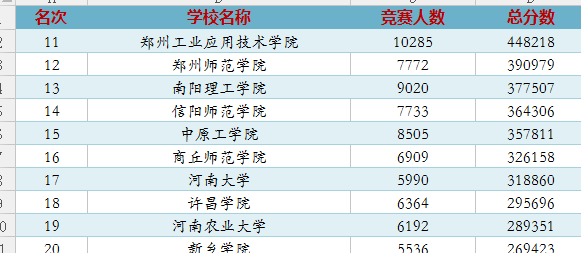 名次 学校名称 竞赛人数 总分数
11 郑州工业应用技术学院 10285 448218
12 郑州师范学院 7772 390979
13 南阳理工学院 9020 377507
14 信阳师范学院 7733 364306
15 中原工学院 8505 357811
16 商丘师范学院 6909 326158
17 河南大学 5990 318860
18 许昌学院 6364 295696
19 河南农业大学 6192 289351
20 新乡学院 5536 269423